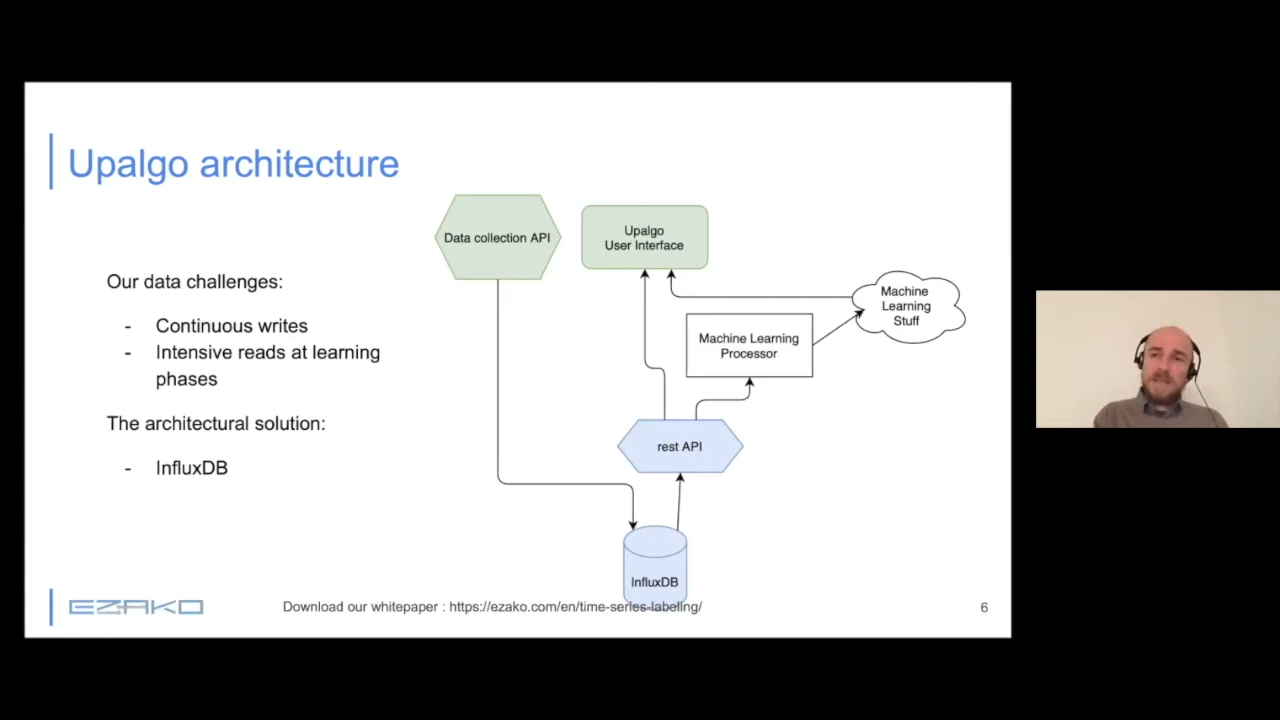 Upalgo architecture
Data collection API
Upalgo
User Interface
Our data challenges:
- Continuous writes
- Intensive reads at learning
phases
The architectural solution:
- InfluxDB
Machine
Learning
Stuff
Machine Learning
Processor
rest API
InfluxDB
EZAKO
Download our whitepaper : https://ezako.com/en/time-series-labeling/
6